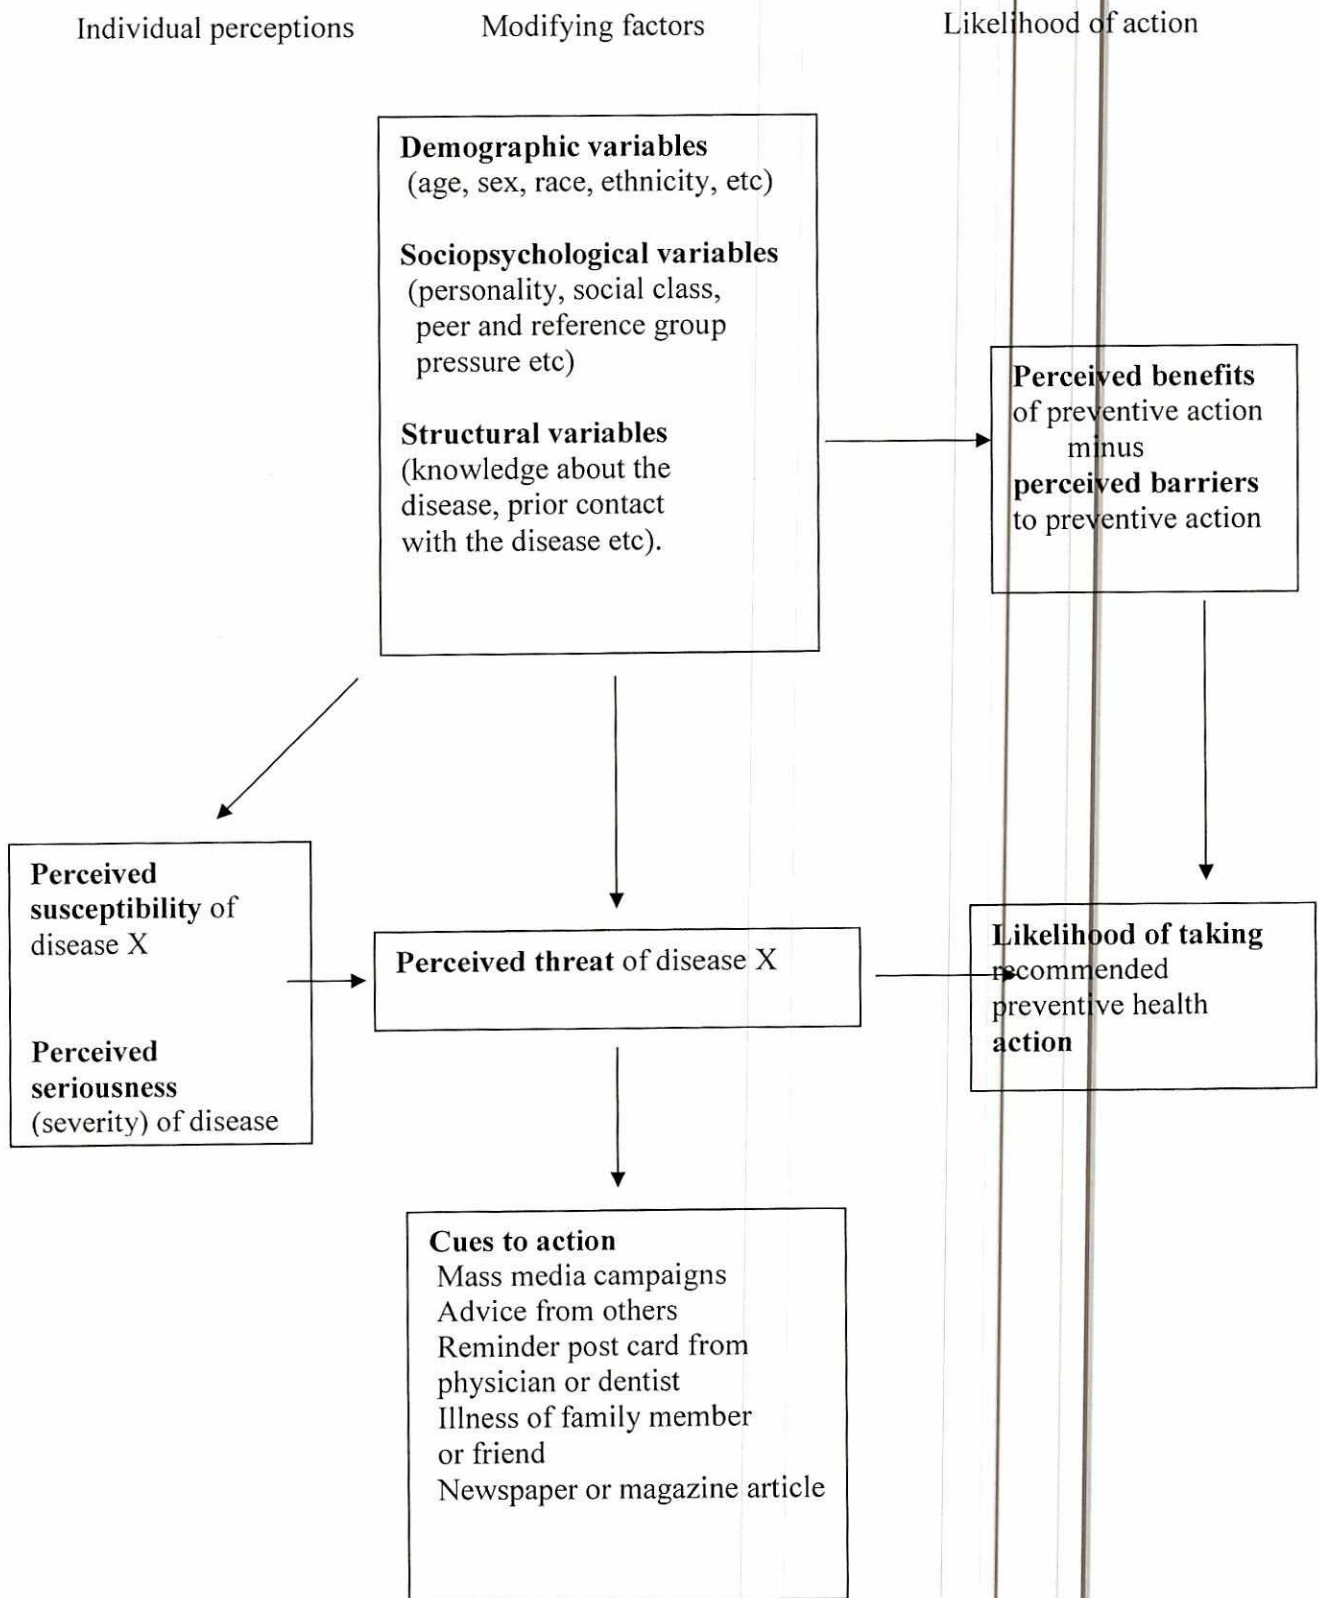 Individual perceptions
Modifying factors
Likelihood of action
Demographic variables
(age, sex, race, ethnicity, etc)
Sociopsychological variables
(personality, social class,
peer and reference group
pressure etc)
Structural variables
(knowledge about the
disease, prior contact
with the disease etc).
Perceived benefits
of preventive action
minus
perceived barriers
to preventive action
Perceived
susceptibility of
disease X
Perceived
seriousness
(severity) of disease
Perceived threat of disease X
Likelihood of taking
recommended
preventive health
action
Cues to action
Mass media campaigns
Advice from others
Reminder post card from
physician or dentist
Illness of family member
or friend
Newspaper or magazine article